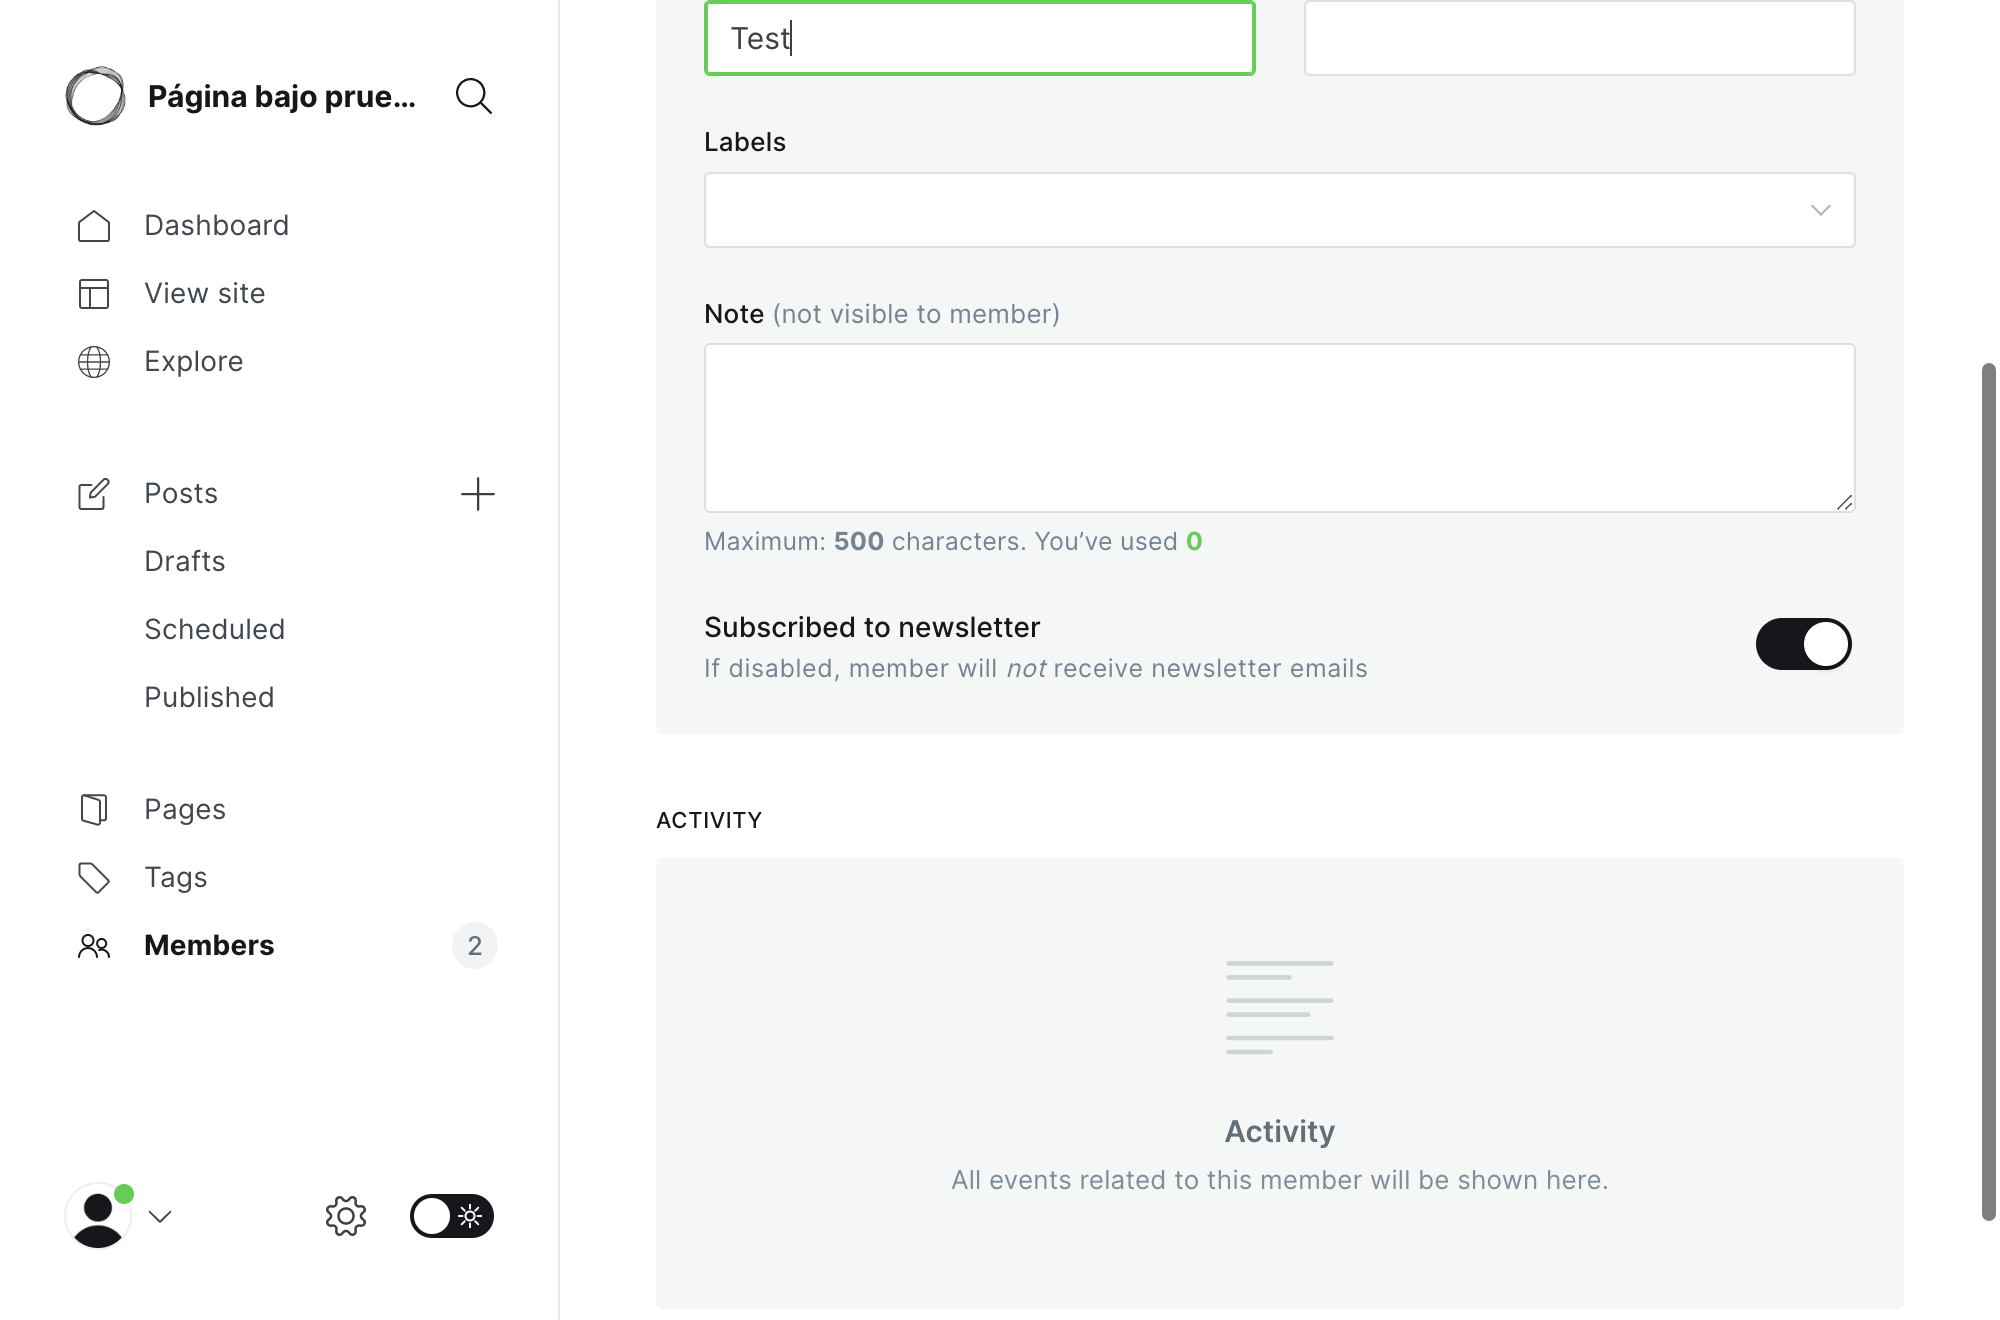 Página bajo prue...
Dashboard
View site
Explore
Posts
Drafts
Scheduled
Published
Pages
Tags
Members 2
Test
Labels
Note (not visible to member)
Maximum: 500 characters. You’ve used 0
Subscribed to newsletter
If disabled, member will not receive newsletter emails
ACTIVITY
Activity
All events related to this member will be shown here.